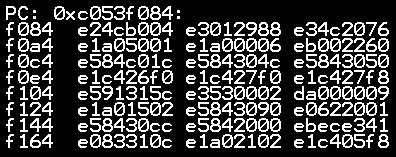 PC: 0xc053f084:
f084 e24cb004 e3012988 e34c2076
f0a4 e1a05001 e1a00006 eb002260
f0c4 e584c01c e584304c e5843050
f0e4 e1c426f0 e1c427f0 e1c427f8
f104 e591315c e3530002 da000009
f124 e1a01502 e5843090 e0622001
f144 e58430cc e5842000 ebece341
f164 e083310c e1a02102 e1c405f8